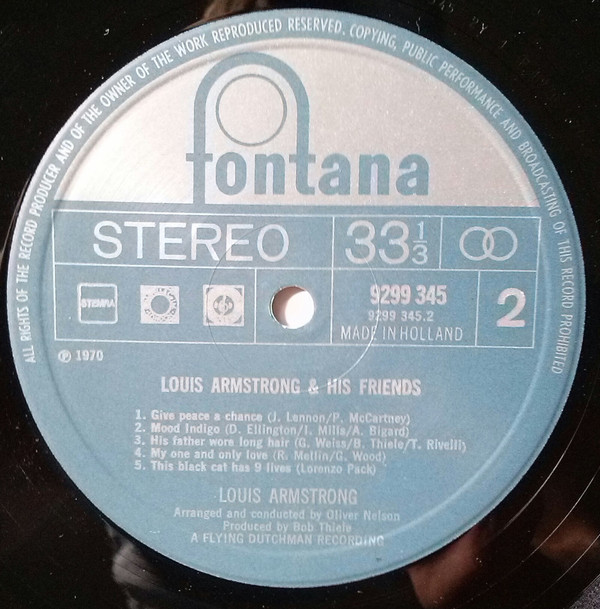 ALL RIGHTS OF THE RECORD PRODUCER AND OF THE OWNER OF THE WORK REPRODUCED RESERVED. COPYING, PUBLIC PERFORMANCE AND BROADCASTING OF THIS RECORD PROHIBITED
fontana
STEREO 33 1/3
STEMRA 9299 345 2
9299 345.2
MADE IN HOLLAND
℗ 1970
LOUIS ARMSTRONG & HIS FRIENDS
1. Give peace a chance (J. Lennon/P. McCartney)
2. Mood Indigo (D. Ellington/I. Mills/A. Bigard)
3. His father wore long hair (G. Weiss/B. Thiele/T. Rivelli)
4. My one and only love (R. Mellin/G. Wood)
5. This black cat has 9 lives (Lorenzo Pack)
LOUIS ARMSTRONG
Arranged and conducted by Oliver Nelson
Produced by Bob Thiele
A FLYING DUTCHMAN RECORDING